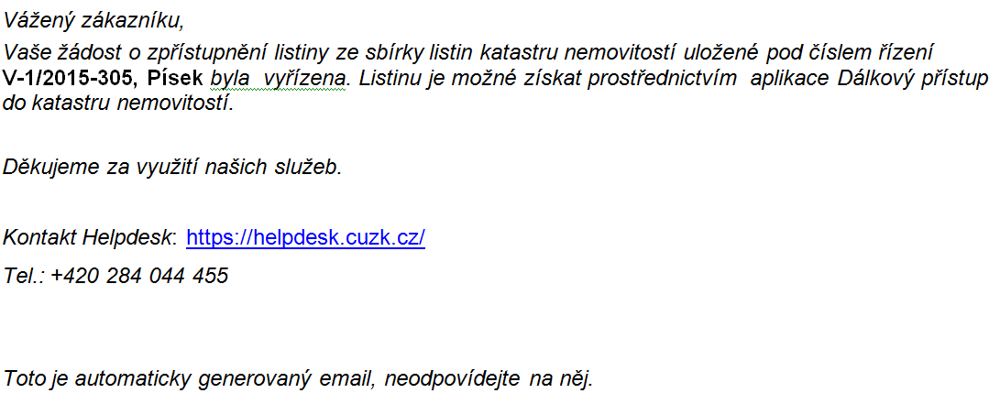 Vážený zákazníku,
Vaše žádost o zpřístupnění listiny ze sbírky listin katastru nemovitostí uložené pod číslem řízení
V-1/2015-305, Písek byla  vyřízena. Listinu je možné získat prostřednictvím  aplikace Dálkový přístup
do katastru nemovitostí.
Děkujeme za využití našich služeb.
Kontakt Helpdesk: https://helpdesk.cuzk.cz/
Tel.: +420 284 044 455
Toto je automaticky generovaný email, neodpovídejte na něj.